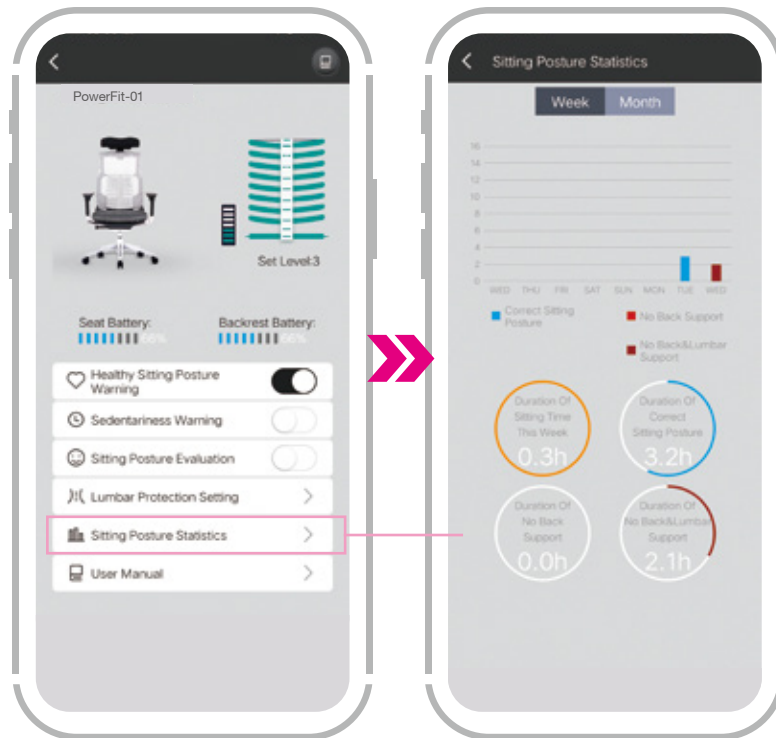 PowerFit-01
Set Level:3
Seat Battery:
Backrest Battery:
66%
66%
Healthy Sitting Posture
Warning
Sedentariness Warning
Sitting Posture Evaluation
Lumbar Protection Setting
Sitting Posture Statistics
User Manual
Sitting Posture Statistics
Week
Month
16
14
12
10
8
6
4
2
0
WED THU FRI SAT SUN MON TUE WED
Correct Sitting
Posture
No Back Support
No Back&Lumbar
Support
Duration Of
Sitting Time
This Week
0.3h
Duration Of
Correct
Sitting Posture
3.2h
Duration Of
No Back
Support
0.0h
Duration Of
No Back&Lumbar
Support
2.1h